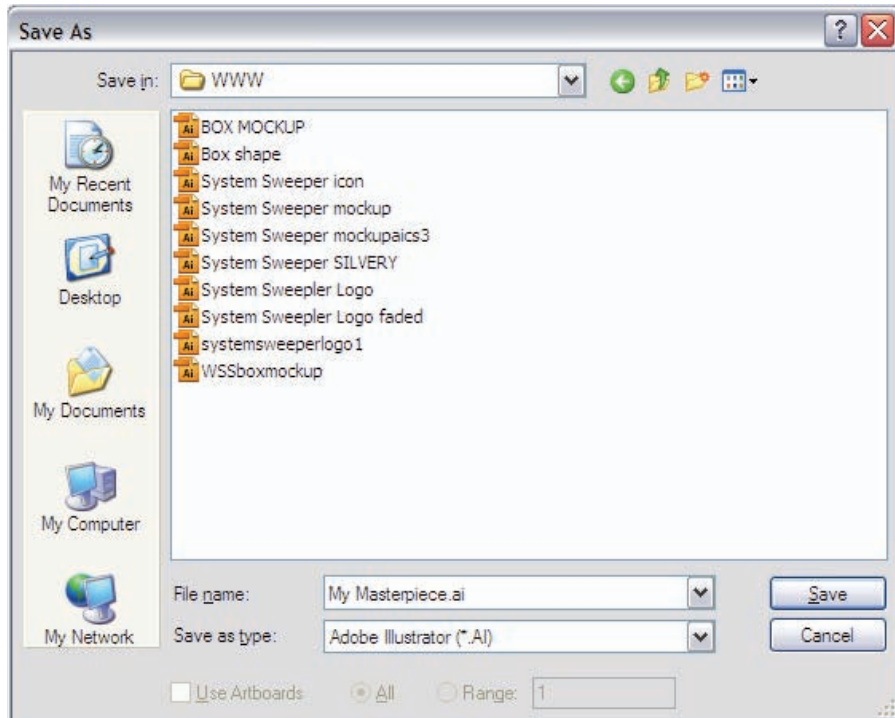 Save As
Save in: WWW
My Recent
Documents
Desktop
My Documents
My Computer
My Network
BOX MOCKUP
Box shape
System Sweeper icon
System Sweeper mockup
System Sweeper mockupaics3
System Sweeper SILVERY
System Sweepler Logo
System Sweepler Logo faded
systemsweeperlogo1
WSSboxmockup
File name: My Masterpiece.ai Save
Save as type: Adobe Illustrator (*.AI) Cancel
Use Artboards All Range: 1